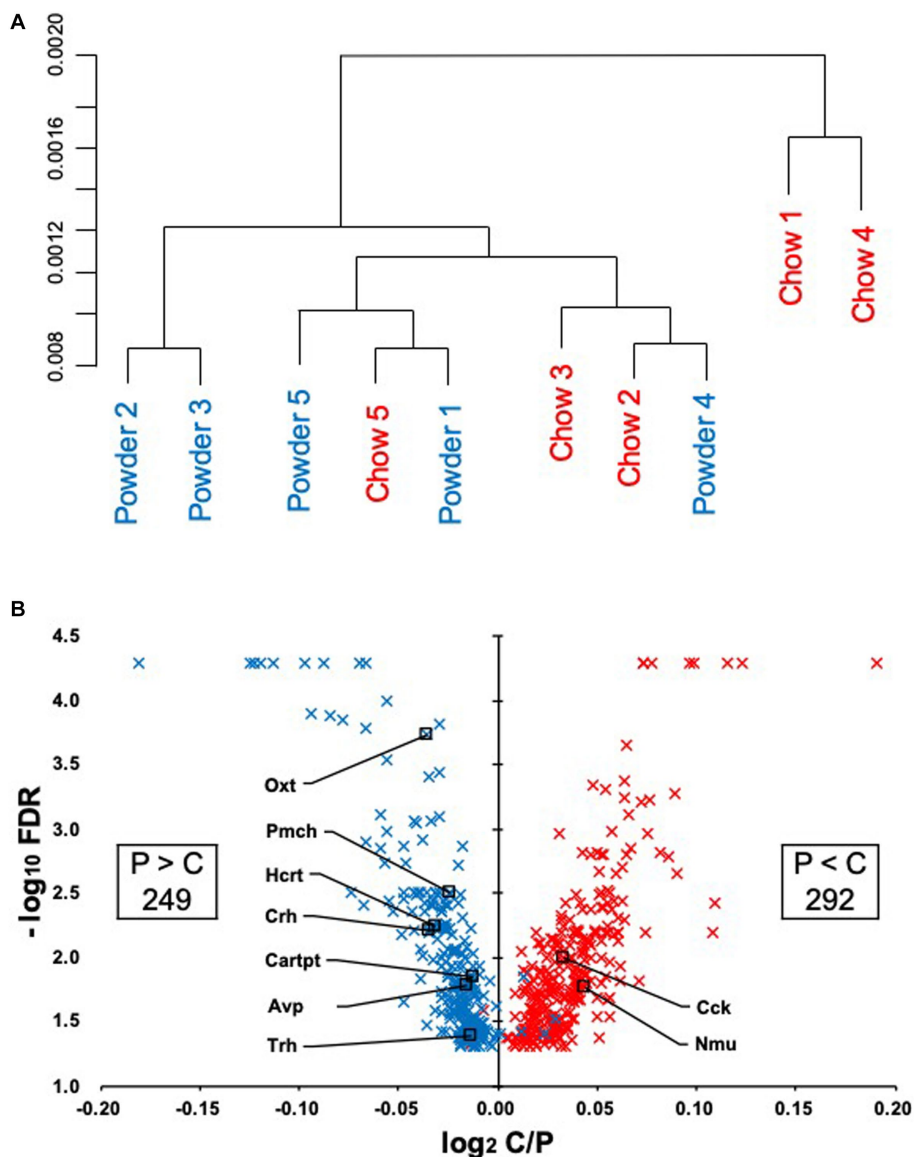 A
0.0020
0.0016
0.0012
0.008
Chow 1
Chow 4
Chow 3
Chow 2
Powder 2
Powder 3
Powder 5
Chow 5
Powder 1
Powder 4
B
4.5
4.0
3.5
3.0
2.5
2.0
1.5
1.0
- log10 FDR
Oxt
Pmch
Hcrt
Crh
Cartpt
Avp
Trh
P > C
249
P < C
292
Cck
Nmu
-0.20 -0.15 -0.10 -0.05 0.00 0.05 0.10 0.15 0.20
log2 C/P